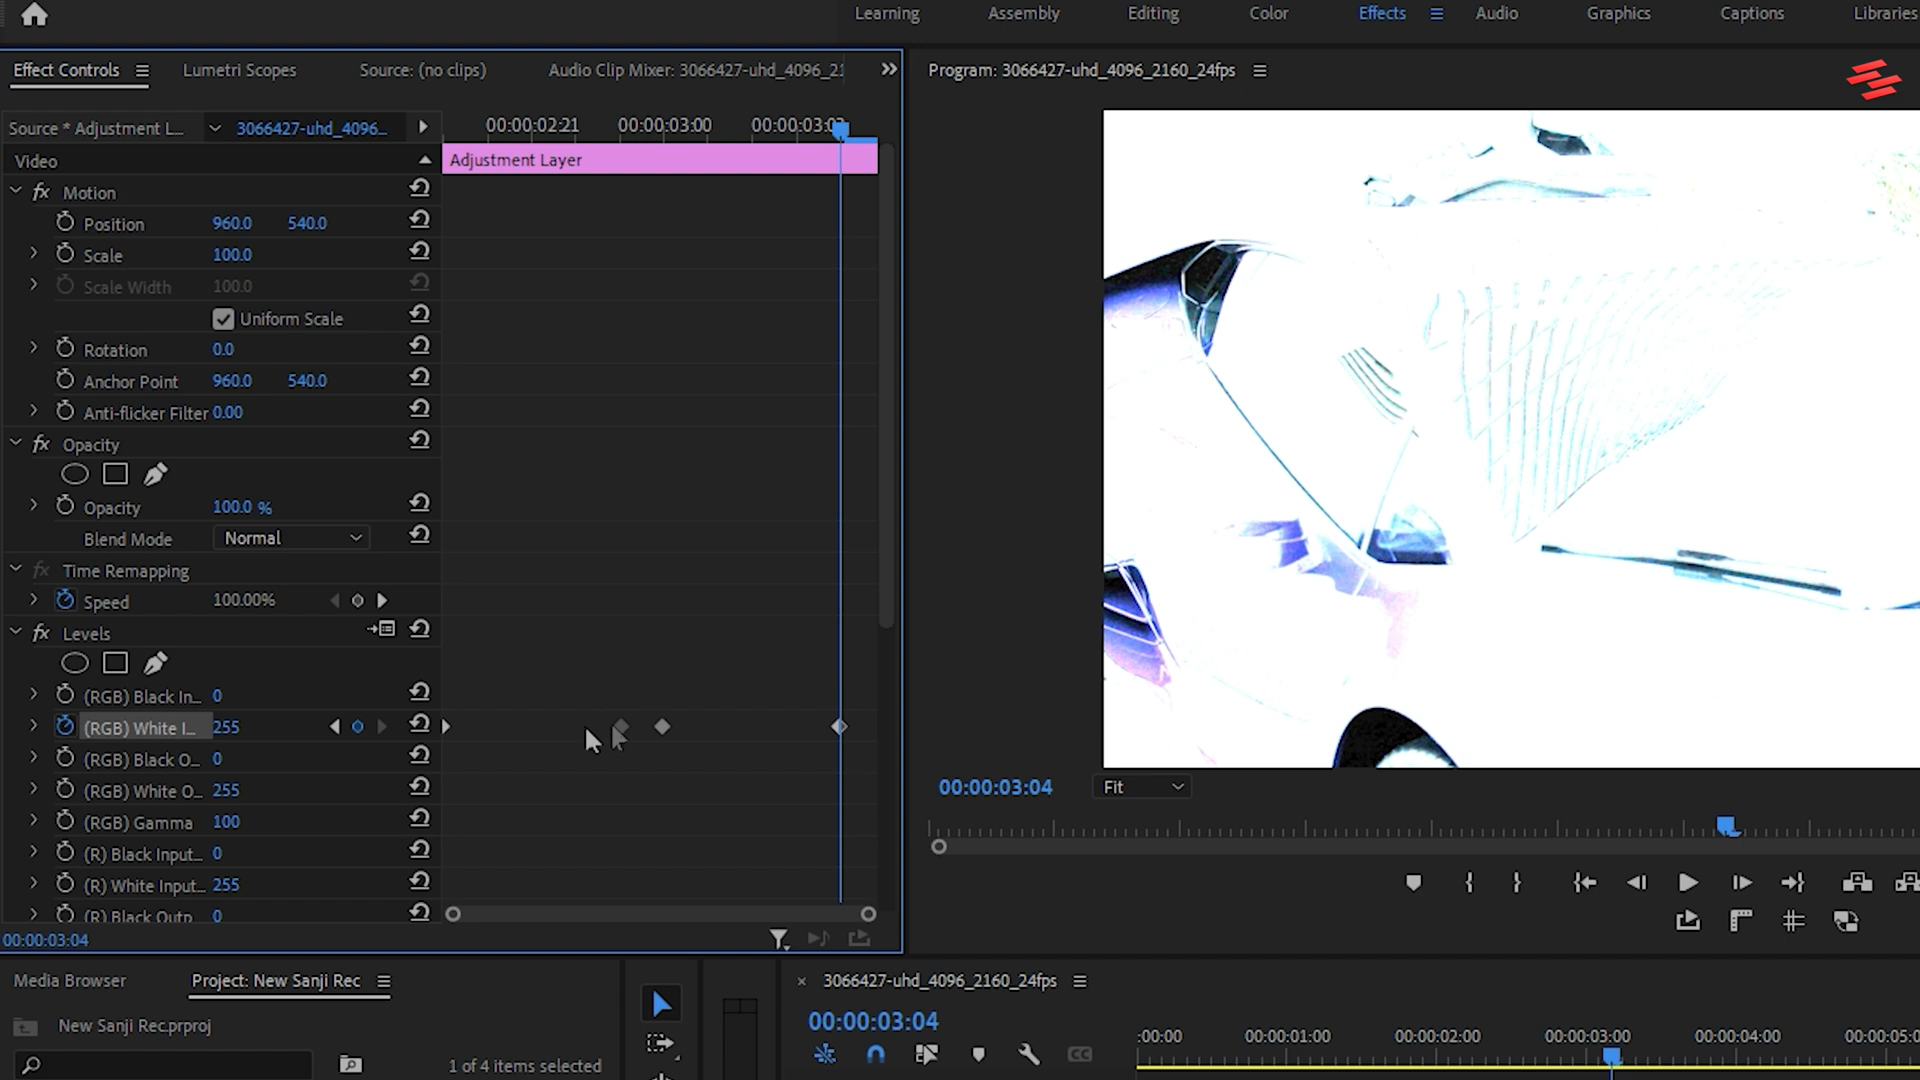 Learning Assembly Editing Color Effects Audio Graphics Captions Libraries
Effect Controls Lumetri Scopes Source: (no clips) Audio Clip Mixer: 3066427-uhd_4096_21
Program: 3066427-uhd_4096_2160_24fps
Source * Adjustment L... 3066427-uhd_4096...
00:00:02:21 00:00:03:00
Video
Adjustment Layer
fx Motion
Position 960.0 540.0
Scale 100.0
Scale Width 100.0
Uniform Scale
Rotation 0.0
Anchor Point 960.0 540.0
Anti-flicker Filter 0.00
fx Opacity
Opacity 100.0 %
Blend Mode Normal
fx Time Remapping
Speed 100.00%
fx Levels
(RGB) Black In... 0
(RGB) White I... 255
(RGB) Black O... 0
(RGB) White O... 255
(RGB) Gamma 100
(R) Black Input... 0
(R) White Input... 255
(R) Black Outp 0
00:00:03:04
00:00:03:04 Fit
Media Browser Project: New Sanji Rec
New Sanji Rec.prproj
1 of 4 items selected
× 3066427-uhd_4096_2160_24fps
00:00:03:04
CC
:00:00 00:00:01:00 00:00:02:00 00:00:03:00 00:00:04:00 00:00:05:0